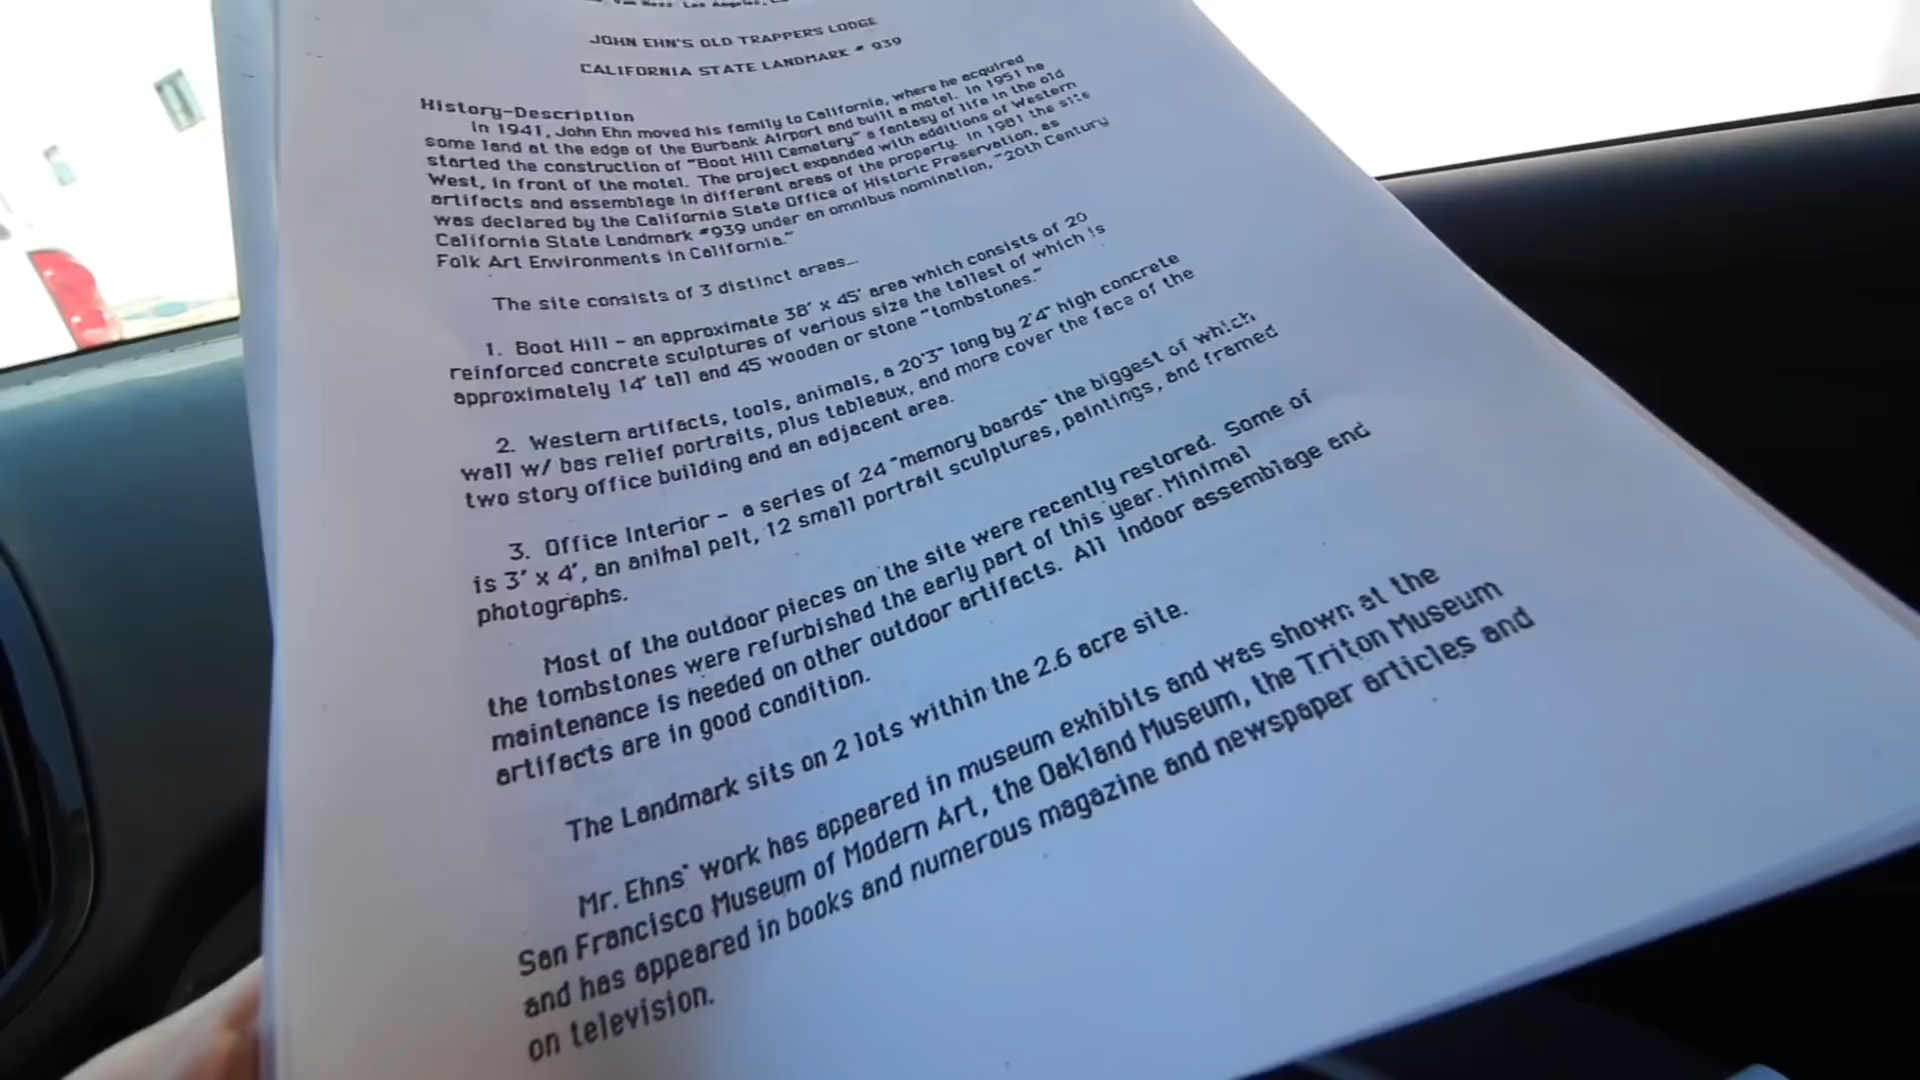 Los Angeles,
JOHN EHN'S OLD TRAPPERS LODGE
CALIFORNIA STATE LANDMARK # 939
History-Description
In 1941, John Ehn moved his family to California, where he acquired
some land at the edge of the Burbank Airport and built a motel. In 1951 he
started the construction of "Boot Hill Cemetery" a fantasy of life in the old
West, in front of the motel. The project expanded with additions of Western
artifacts and assemblage in different areas of the property. In 1981 the site
was declared by the California State Office of Historic Preservation, as
California State Landmark #939 under an omnibus nomination, "20th Century
Folk Art Environments in California."
The site consists of 3 distinct areas...
1. Boot Hill - an approximate 38' x 45' area which consists of 20
reinforced concrete sculptures of various size the tallest of which is
approximately 14' tall and 45 wooden or stone "tombstones."
2. Western artifacts, tools, animals, a 20'3" long by 2'4" high concrete
wall w/ bas relief portraits, plus tableaux, and more cover the face of the
two story office building and an adjacent area.
3. Office Interior - a series of 24 "memory boards" the biggest of which
is 3' x 4', an animal pelt, 12 small portrait sculptures, paintings, and framed
photographs.
Most of the outdoor pieces on the site were recently restored. Some of
the tombstones were refurbished the early part of this year. Minimal
maintenance is needed on other outdoor artifacts. All indoor assemblage and
artifacts are in good condition.
The Landmark sits on 2 lots within the 2.6 acre site.
Mr. Ehns' work has appeared in museum exhibits and was shown at the
San Francisco Museum of Modern Art, the Oakland Museum, the Triton Museum
and has appeared in books and numerous magazine and newspaper articles and
on television.